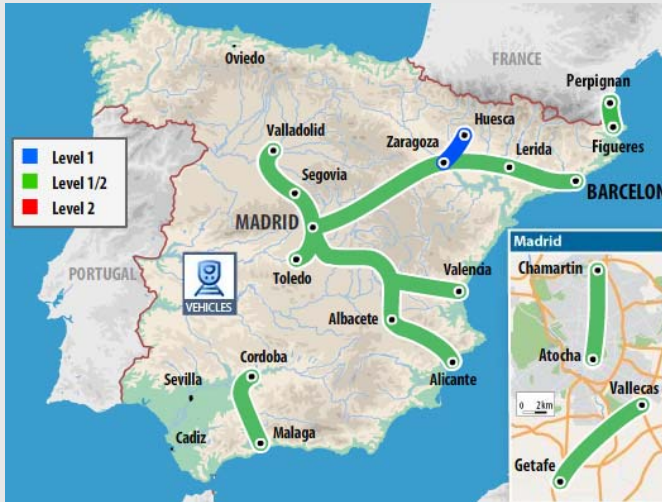 Oviedo
FRANCE
Perpignan
Figueres
Huesca
Zaragoza
Lerida
BARCELON
Valladolid
Segovia
MADRID
Level 1
Level 1/2
Level 2
PORTUGAL
VEHICLES
Toledo
Valencia
Albacete
Alicante
Cordoba
Sevilla
Cadiz
Malaga
Madrid
Chamartin
Atocha
Vallecas
0 2km
Getafe